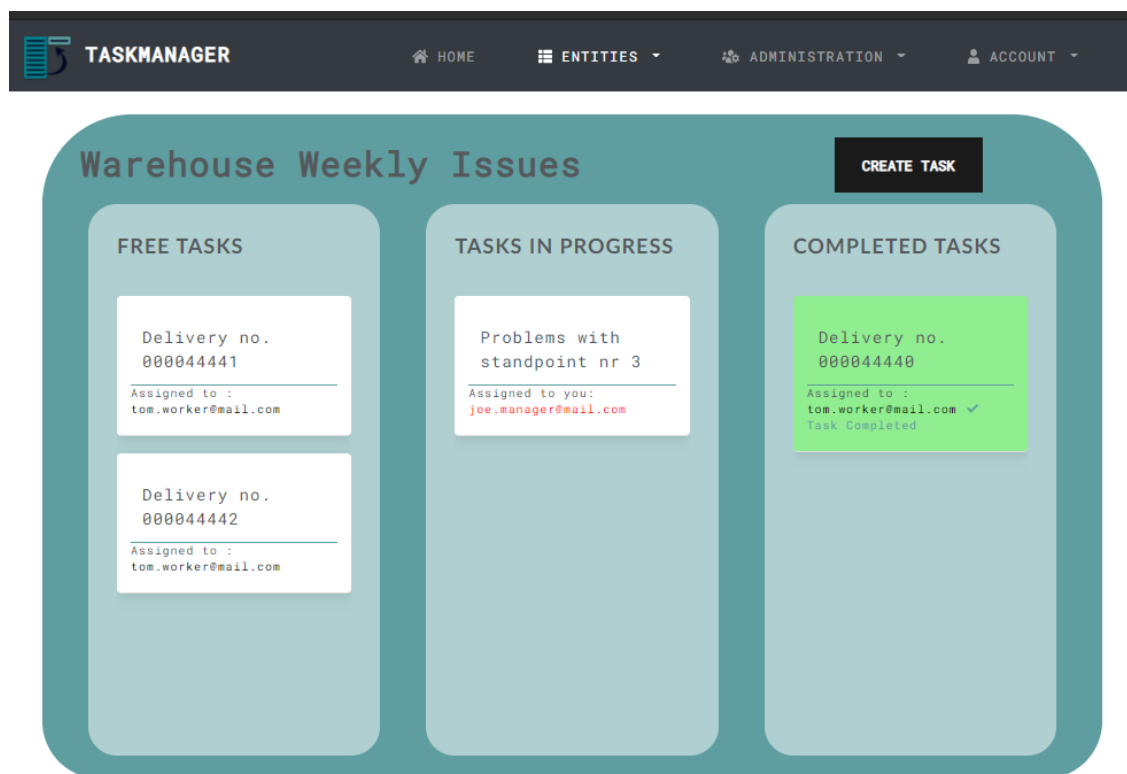 TASKMANAGER
HOME
ENTITIES
ADMINISTRATION
ACCOUNT
Warehouse Weekly Issues
CREATE TASK
FREE TASKS
Delivery no.
000044441
Assigned to :
tom.worker@mail.com
Delivery no.
000044442
Assigned to :
tom.worker@mail.com
TASKS IN PROGRESS
Problems with
standpoint nr 3
Assigned to you:
joe.manager@mail.com
COMPLETED TASKS
Delivery no.
000044440
Assigned to :
tom.worker@mail.com
Task Completed